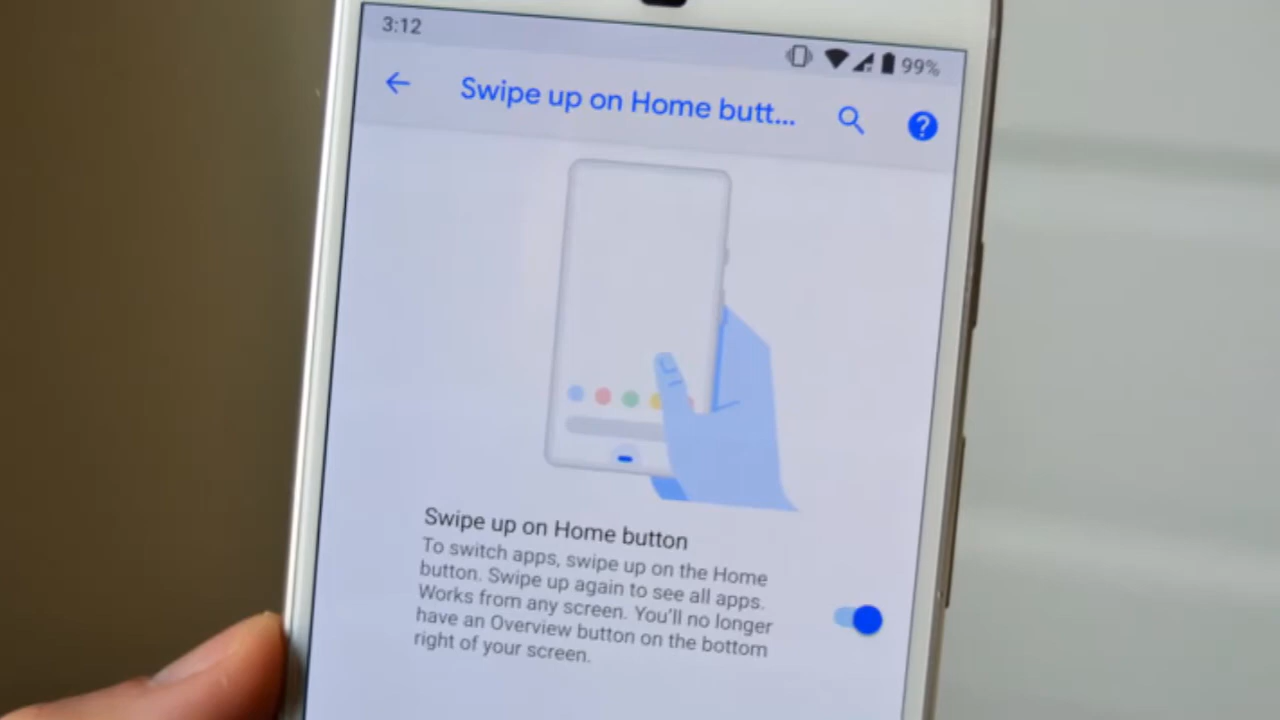 3:12
99%
Swipe up on Home butt...
?
Swipe up on Home button
To switch apps, swipe up on the Home
button. Swipe up again to see all apps.
Works from any screen. You'll no longer
have an Overview button on the bottom
right of your screen.